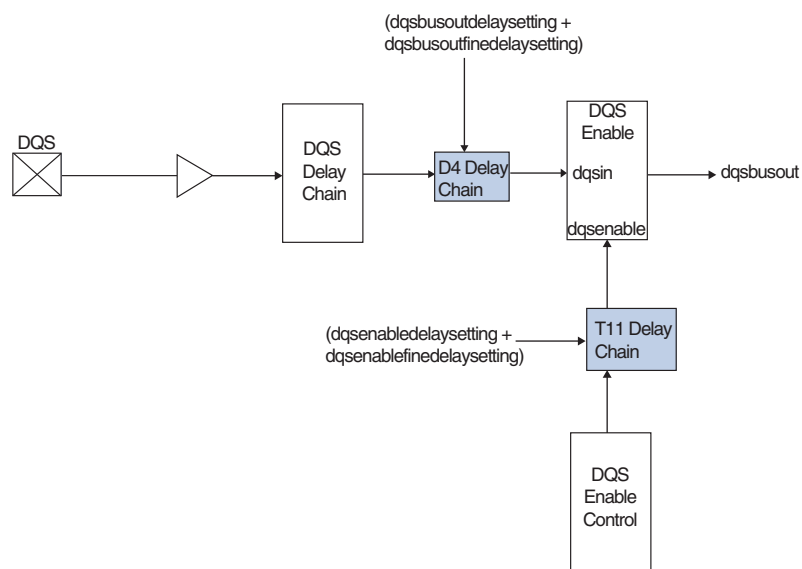 (dqsbusoutdelaysetting +
dqsbusoutfinedelaysetting)
DQS
DQS
Delay
Chain
D4 Delay
Chain
DQS
Enable
dqsin
dqsenable
dqsbusout
(dqsenabledelaysetting +
dqsenablefinedelaysetting)
T11 Delay
Chain
DQS
Enable
Control